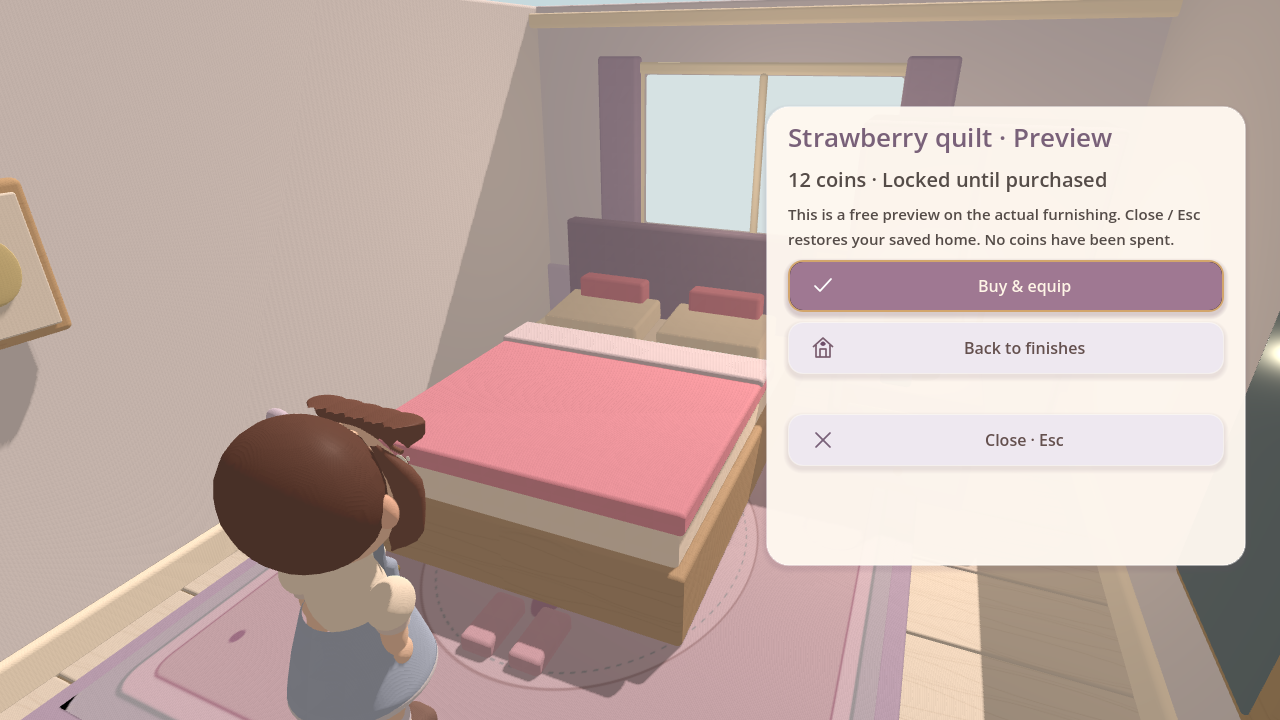 Strawberry quilt · Preview
12 coins · Locked until purchased
This is a free preview on the actual furnishing. Close / Esc
restores your saved home. No coins have been spent.
Buy & equip
Back to finishes
Close · Esc